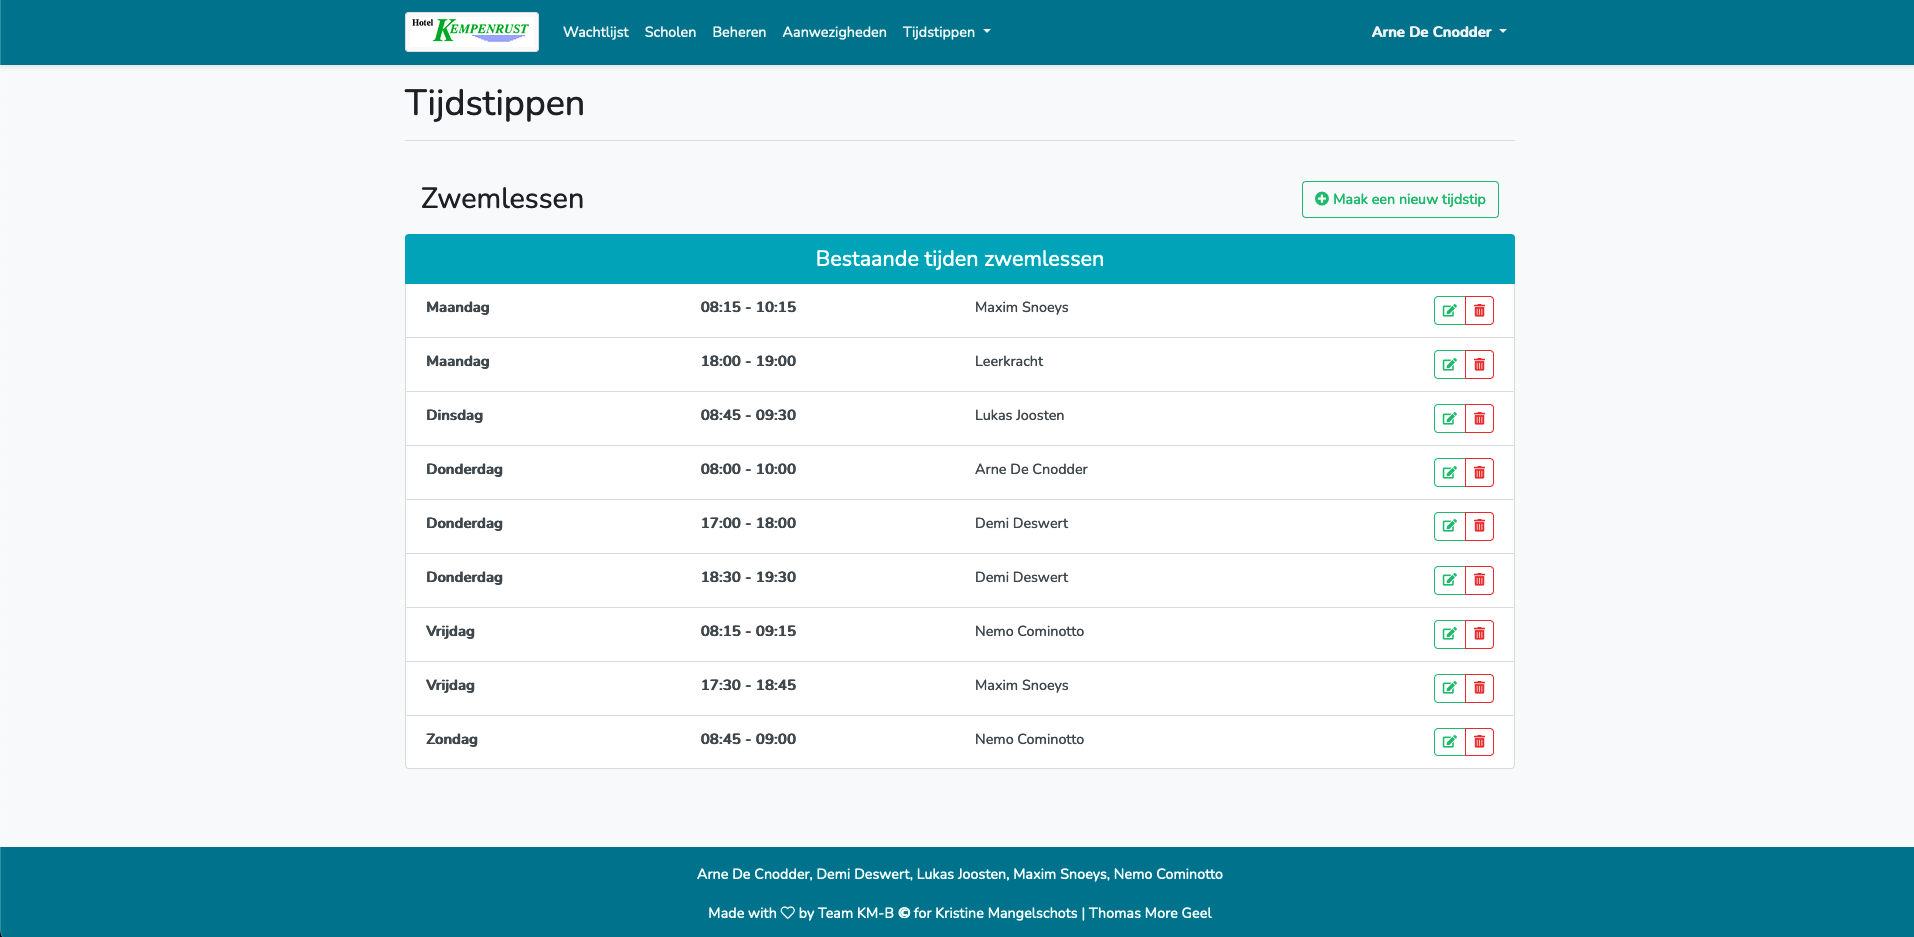 Hotel KEMPENRUST Wachtlijst Scholen Beheren Aanwezigheden Tijdstippen Arne De Cnodder
Tijdstippen
Zwemlessen Maak een nieuw tijdstip
Bestaande tijden zwemlessen
Maandag 08:15 - 10:15 Maxim Snoeys
Maandag 18:00 - 19:00 Leerkracht
Dinsdag 08:45 - 09:30 Lukas Joosten
Donderdag 08:00 - 10:00 Arne De Cnodder
Donderdag 17:00 - 18:00 Demi Deswert
Donderdag 18:30 - 19:30 Demi Deswert
Vrijdag 08:15 - 09:15 Nemo Cominotto
Vrijdag 17:30 - 18:45 Maxim Snoeys
Zondag 08:45 - 09:00 Nemo Cominotto
Arne De Cnodder, Demi Deswert, Lukas Joosten, Maxim Snoeys, Nemo Cominotto
Made with ♡ by Team KM-B © for Kristine Mangelschots | Thomas More Geel